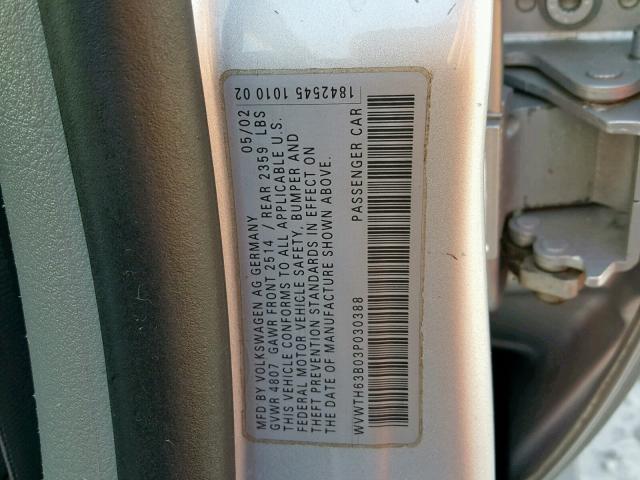 MFD BY VOLKSWAGEN AG GERMANY 05/02
GVWR 4807 GAWR FRONT 2514 / REAR 2359 LBS
THIS VEHICLE CONFORMS TO ALL APPLICABLE U.S.
FEDERAL MOTOR VEHICLE SAFETY, BUMPER AND
THEFT PREVENTION STANDARDS IN EFFECT ON
THE DATE OF MANUFACTURE SHOWN ABOVE.
WVWTH63B03P030388 PASSENGER CAR
1842545 1010 02